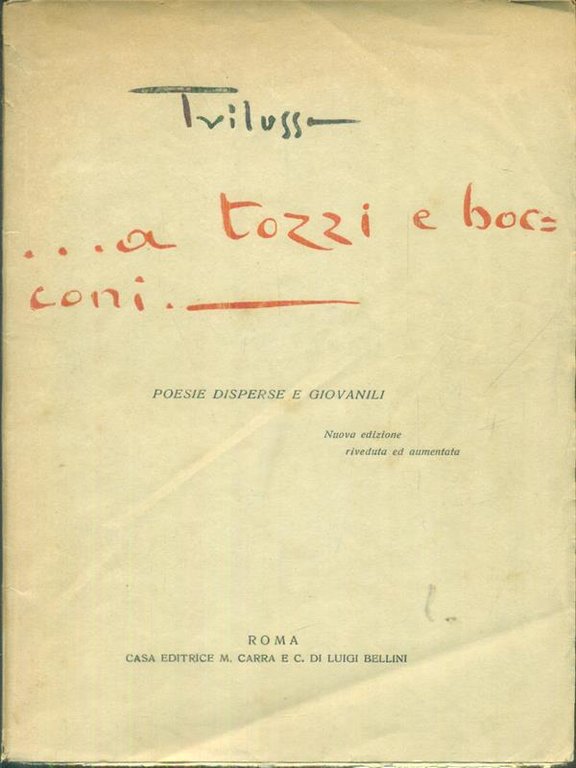 Trilussa
...a tozzi e boc=
coni.
POESIE DISPERSE E GIOVANILI
Nuova edizione
riveduta ed aumentata
ROMA
CASA EDITRICE M. CARRA E C. DI LUIGI BELLINI